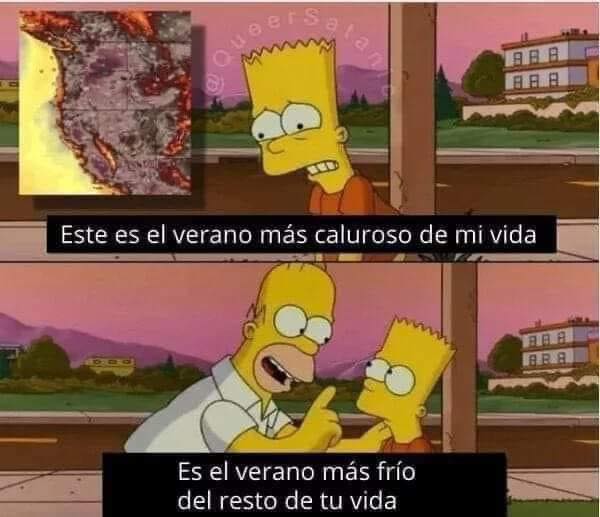 @QueerSatanic
Este es el verano más caluroso de mi vida
Es el verano más frío
del resto de tu vida